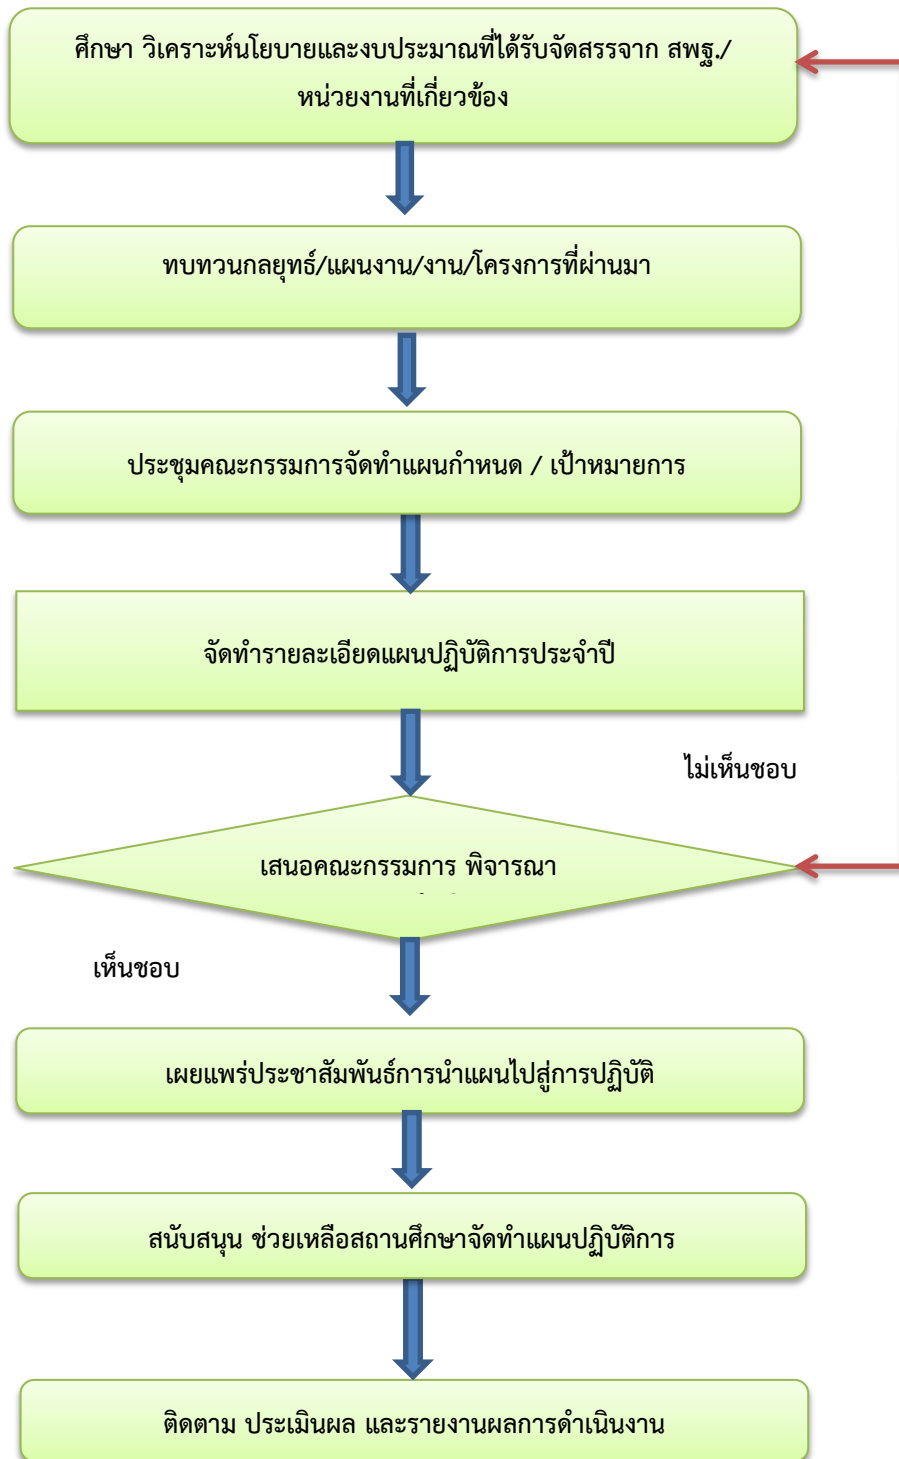 ศึกษา วิเคราะห์นโยบายและงบประมาณที่ได้รับจัดสรรจาก สพฐ./
หน่วยงานที่เกี่ยวข้อง
ทบทวนกลยุทธ์/แผนงาน/งาน/โครงการที่ผ่านมา
ประชุมคณะกรรมการจัดทำแผนกำหนด / เป้าหมายการ
จัดทำรายละเอียดแผนปฏิบัติการประจำปี
ไม่เห็นชอบ
เสนอคณะกรรมการ พิจารณา
เห็นชอบ
เผยแพร่ประชาสัมพันธ์การนำแผนไปสู่การปฏิบัติ
สนับสนุน ช่วยเหลือสถานศึกษาจัดทำแผนปฏิบัติการ
ติดตาม ประเมินผล และรายงานผลการดำเนินงาน